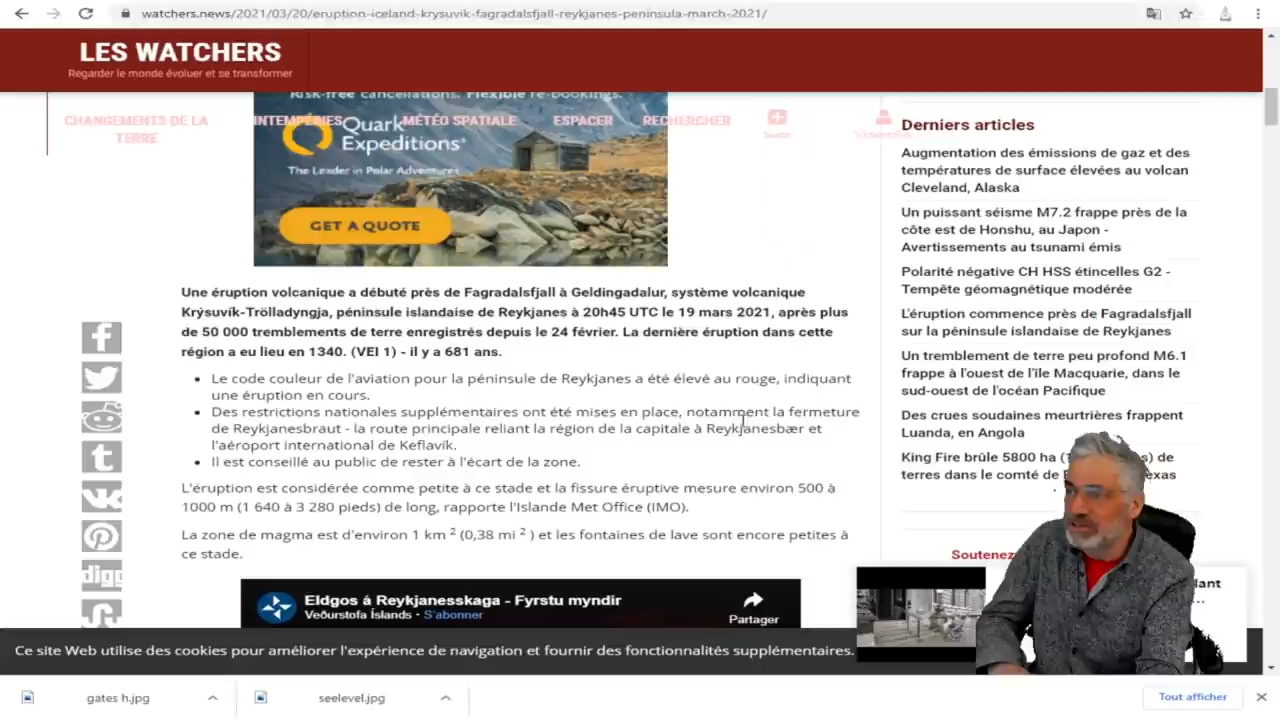 watchers.news/2021/03/20/eruption-iceland-krysuvik-fagradalsfjall-reykjanes-peninsula-march-2021/
LES WATCHERS
Regarder le monde évoluer et se transformer
CHANGEMENTS DE LA
TERRE
INTEMPÉRIES
MÉTÉO SPATIALE
ESPACER
RECHERCHER
Risk-free cancellations. Flexible re-bookings.
Quark
Expeditions®
The Leader in Polar Adventures
GET A QUOTE
Une éruption volcanique a débuté près de Fagradalsfjall à Geldingadalur, système volcanique
Krýsuvík-Trölladyngja, péninsule islandaise de Reykjanes à 20h45 UTC le 19 mars 2021, après plus
de 50 000 tremblements de terre enregistrés depuis le 24 février. La dernière éruption dans cette
région a eu lieu en 1340. (VEI 1) - il y a 681 ans.
• Le code couleur de l'aviation pour la péninsule de Reykjanes a été élevé au rouge, indiquant
une éruption en cours.
• Des restrictions nationales supplémentaires ont été mises en place, notamment la fermeture
de Reykjanesbraut - la route principale reliant la région de la capitale à Reykjanesbær et
l'aéroport international de Keflavík.
• Il est conseillé au public de rester à l'écart de la zone.
L'éruption est considérée comme petite à ce stade et la fissure éruptive mesure environ 500 à
1000 m (1 640 à 3 280 pieds) de long, rapporte l'Islande Met Office (IMO).
La zone de magma est d'environ 1 km 2 (0,38 mi 2 ) et les fontaines de lave sont encore petites à
ce stade.
Eldgos á Reykjanesskaga - Fyrstu myndir
Veðurstofa Íslands • S'abonner
Partager
Derniers articles
Augmentation des émissions de gaz et des
températures de surface élevées au volcan
Cleveland, Alaska
Un puissant séisme M7.2 frappe près de la
côte est de Honshu, au Japon -
Avertissements au tsunami émis
Polarité négative CH HSS étincelles G2 -
Tempête géomagnétique modérée
L'éruption commence près de Fagradalsfjall
sur la péninsule islandaise de Reykjanes
Un tremblement de terre peu profond M6.1
frappe à l'ouest de l'île Macquarie, dans le
sud-ouest de l'océan Pacifique
Des crues soudaines meurtrières frappent
Luanda, en Angola
King Fire brûle 5800 ha
de
terres dans le comté de
Soutenez
digg
Ce site Web utilise des cookies pour améliorer l'expérience de navigation et fournir des fonctionnalités supplémentaires.
gates h.jpg
seelevel.jpg
Tout afficher